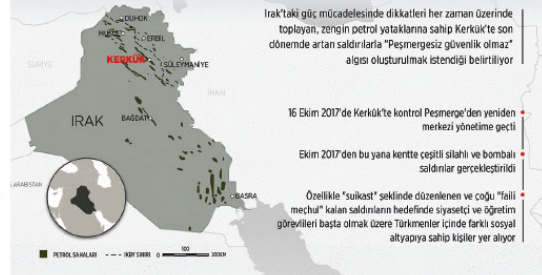 Irak'taki güç mücadelesinde dikkatleri her zaman üzerinde
toplayan, zengin petrol yataklarına sahip Kerkük'te son
dönemde artan saldırılarla "Peşmergesiz güvenlik olmaz"
algısı oluşturulmak istendiği belirtiliyor
DUHOK
ERBİL
KERKÜK
SÜLEYMANİYE
SURİYE
İRAN
IRAK
BAĞDAT
BASRA
ARABİSTAN
16 Ekim 2017'de Kerkük'te kontrol Peşmerge'den yeniden
merkezi yönetime geçti
Ekim 2017'den bu yana kentte çeşitli silahlı ve bombalı
saldırılar gerçekleştirildi
Özellikle "suikast" şeklinde düzenlenen ve çoğu "faili
meçhul" kalan saldırıların hedefinde siyasetçi ve öğretim
görevlileri başta olmak üzere Türkmenler içinde farklı sosyal
altyapıya sahip kişiler yer alıyor
PETROL SAHALARI
IKBY SINIRI
0 100 200KM